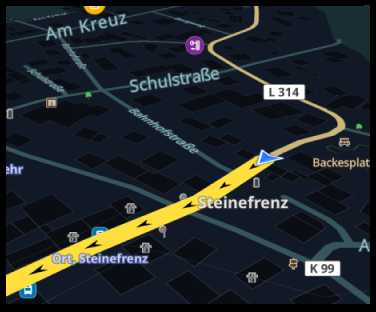 Am Kreuz
Schulstraße
L 314
Bahnhofstraße
Backesplat
ehr
Steinefrenz
A
Ort, Steinefrenz
K 99